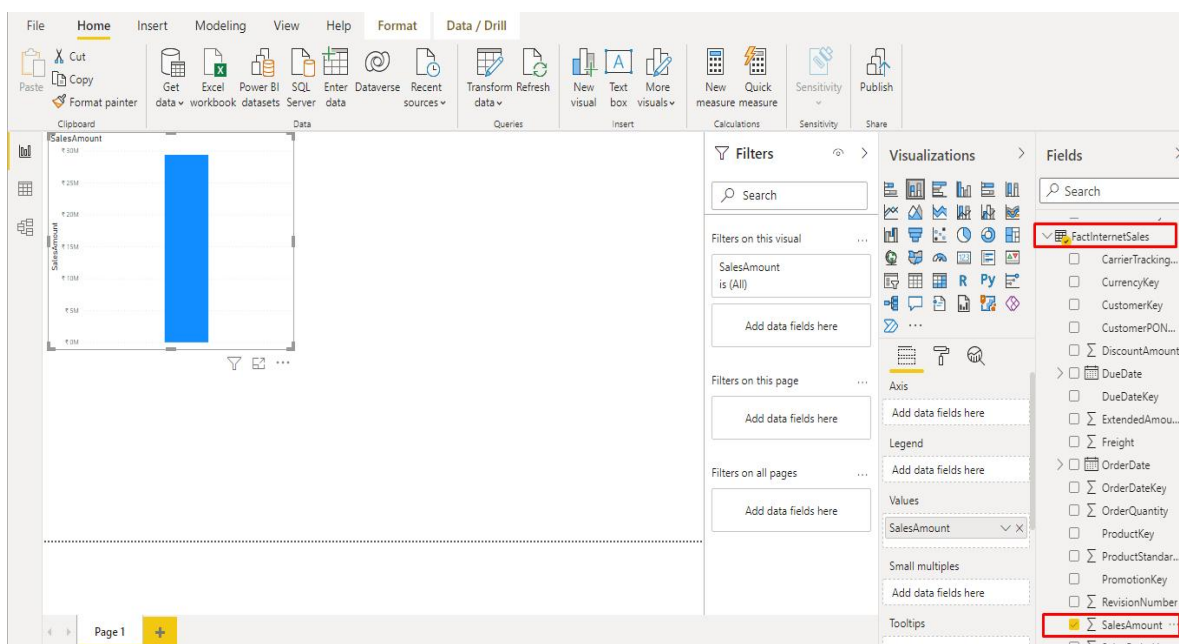 File Home Insert Modeling View Help Format Data / Drill
Paste
Cut
Copy
Format painter
Clipboard
Get data
Excel workbook
Power BI datasets
SQL Server
Enter data
Dataverse
Recent sources
Data
Transform data
Refresh
Queries
New visual
Text box
More visuals
Insert
New measure
Quick measure
Calculations
Sensitivity
Sensitivity
Publish
Share
SalesAmount
₹30M
₹25M
₹20M
₹15M
₹10M
₹5M
₹0M
SalesAmount
Filters
Search
Filters on this visual ...
SalesAmount
is (All)
Add data fields here
Filters on this page ...
Add data fields here
Filters on all pages ...
Add data fields here
Visualizations
123
R Py
...
Axis
Add data fields here
Legend
Add data fields here
Values
SalesAmount
Small multiples
Add data fields here
Tooltips
Fields
Search
FactInternetSales
CarrierTracking...
CurrencyKey
CustomerKey
CustomerPON...
∑ DiscountAmount
DueDate
DueDateKey
∑ ExtendedAmou...
∑ Freight
OrderDate
∑ OrderDateKey
∑ OrderQuantity
ProductKey
∑ ProductStandar...
PromotionKey
∑ RevisionNumber
∑ SalesAmount ...
Page 1
+